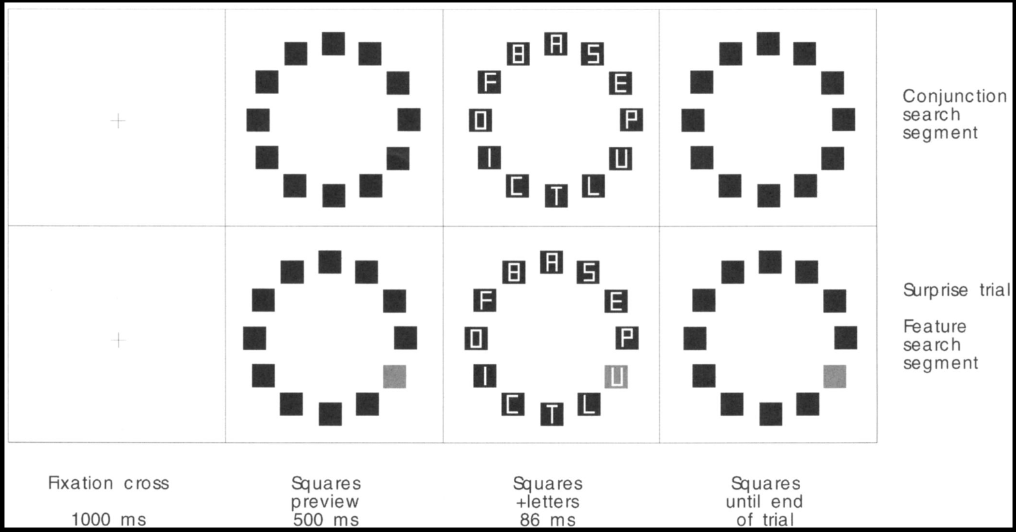 A
B S
F E
O P
I U
C L
T
Conjunction
search
segment
A
B S
F E
O P
I U
C L
T
Surprise trial
Feature
search
segment
Fixation cross
1000 ms
Squares
preview
500 ms
Squares
+letters
86 ms
Squares
until end
of trial